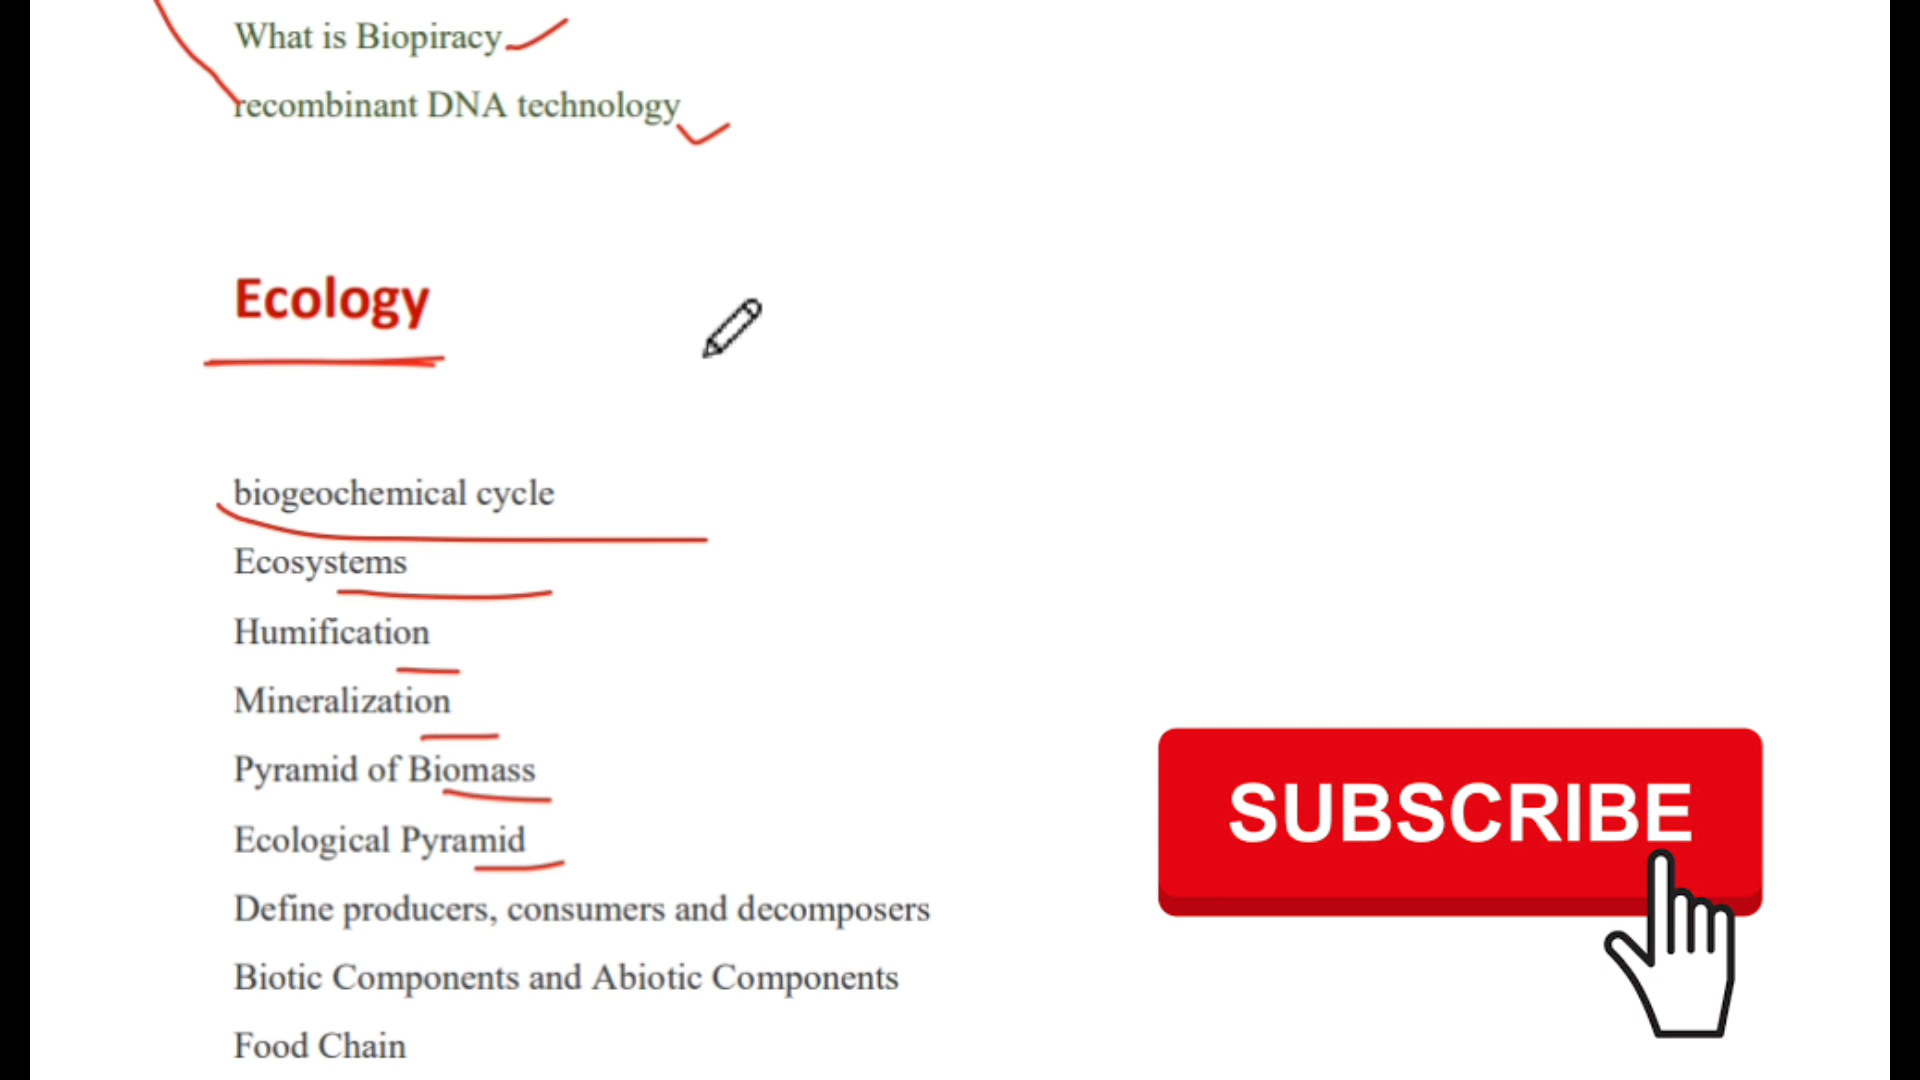 What is Biopiracy
recombinant DNA technology
Ecology
biogeochemical cycle
Ecosystems
Humification
Mineralization
Pyramid of Biomass
Ecological Pyramid
Define producers, consumers and decomposers
Biotic Components and Abiotic Components
Food Chain
SUBSCRIBE